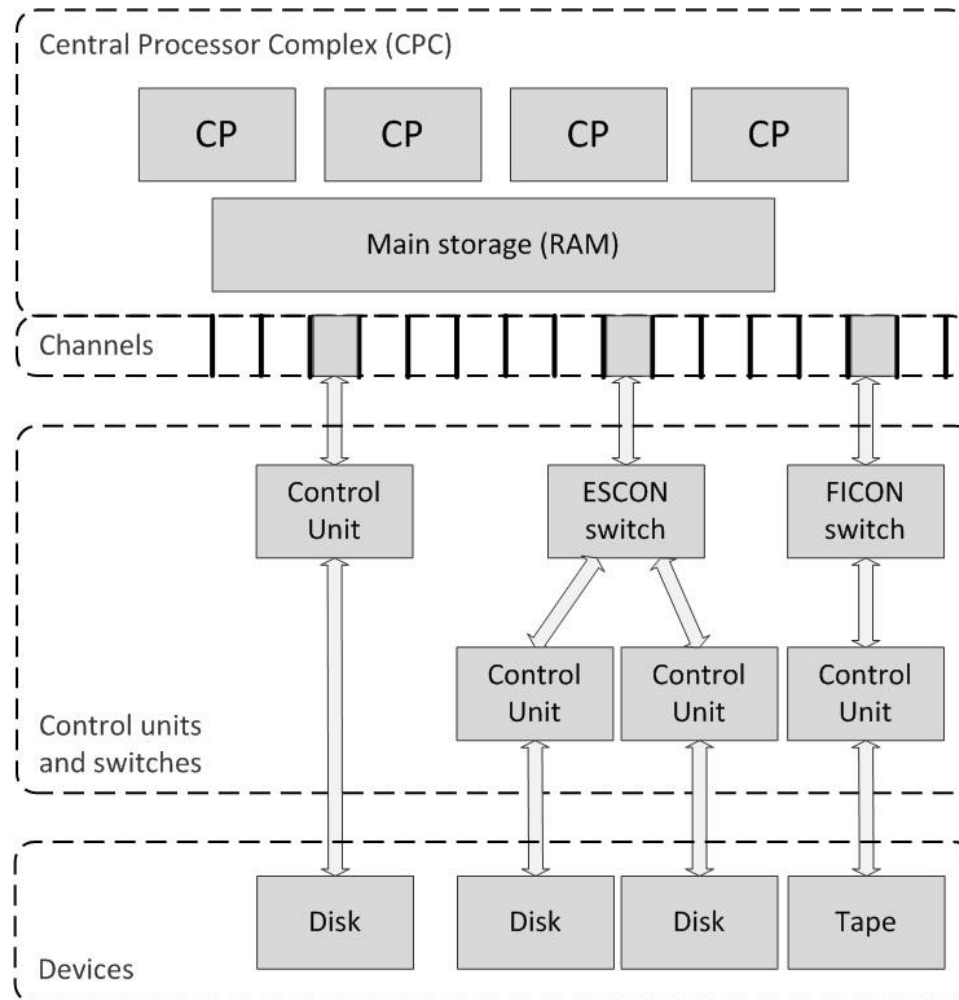 Central Processor Complex (CPC)
CP
CP
CP
CP
Main storage (RAM)
Channels
Control
Unit
ESCON
switch
FICON
switch
Control
Unit
Control
Unit
Control
Unit
Control units
and switches
Disk
Disk
Disk
Tape
Devices